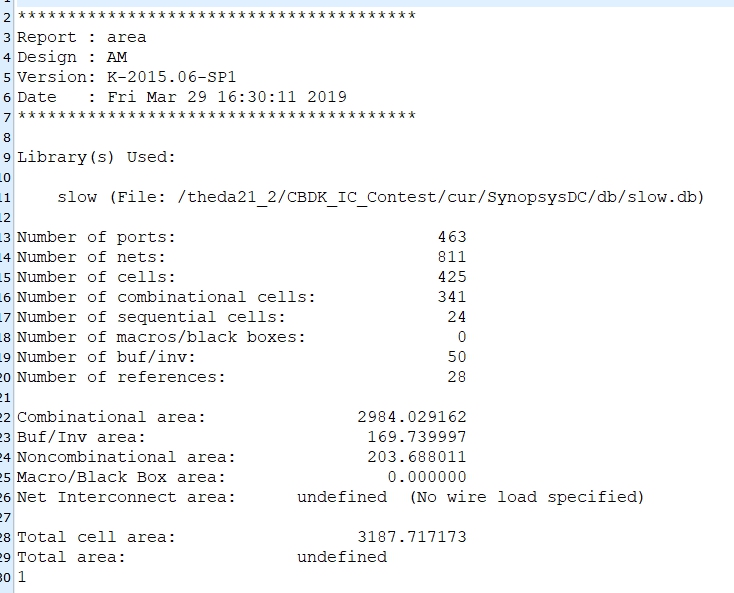 2 ****************************************
3 Report : area
4 Design : AM
5 Version: K-2015.06-SP1
6 Date   : Fri Mar 29 16:30:11 2019
7 ****************************************
8
9 Library(s) Used:
10
11     slow (File: /theda21_2/CBDK_IC_Contest/cur/SynopsysDC/db/slow.db)
12
13 Number of ports:                          463
14 Number of nets:                           811
15 Number of cells:                          425
16 Number of combinational cells:            341
17 Number of sequential cells:                24
18 Number of macros/black boxes:               0
19 Number of buf/inv:                         50
20 Number of references:                      28
21
22 Combinational area:               2984.029162
23 Buf/Inv area:                      169.739997
24 Noncombinational area:             203.688011
25 Macro/Black Box area:                0.000000
26 Net Interconnect area:      undefined  (No wire load specified)
27
28 Total cell area:                  3187.717173
29 Total area:                 undefined
30 1